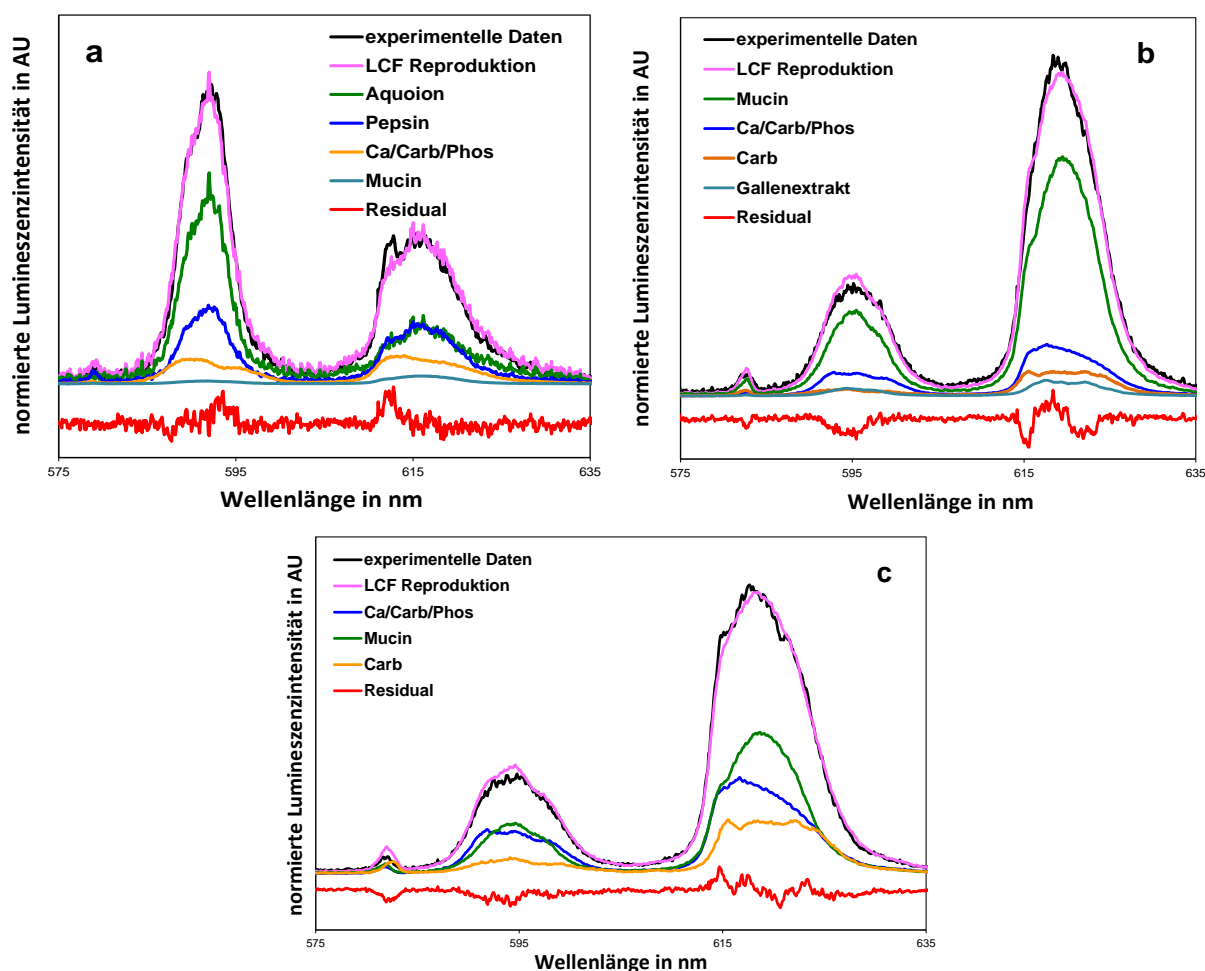 a
normierte Lumineszenzintensität in AU
experimentelle Daten
LCF Reproduktion
Aquoion
Pepsin
Ca/Carb/Phos
Mucin
Residual
575
595
615
635
Wellenlänge in nm
b
normierte Lumineszenzintensität in AU
experimentelle Daten
LCF Reproduktion
Mucin
Ca/Carb/Phos
Carb
Gallenextrakt
Residual
575
595
615
635
Wellenlänge in nm
c
normierte Lumineszenzintensität in AU
experimentelle Daten
LCF Reproduktion
Ca/Carb/Phos
Mucin
Carb
Residual
575
595
615
635
Wellenlänge in nm